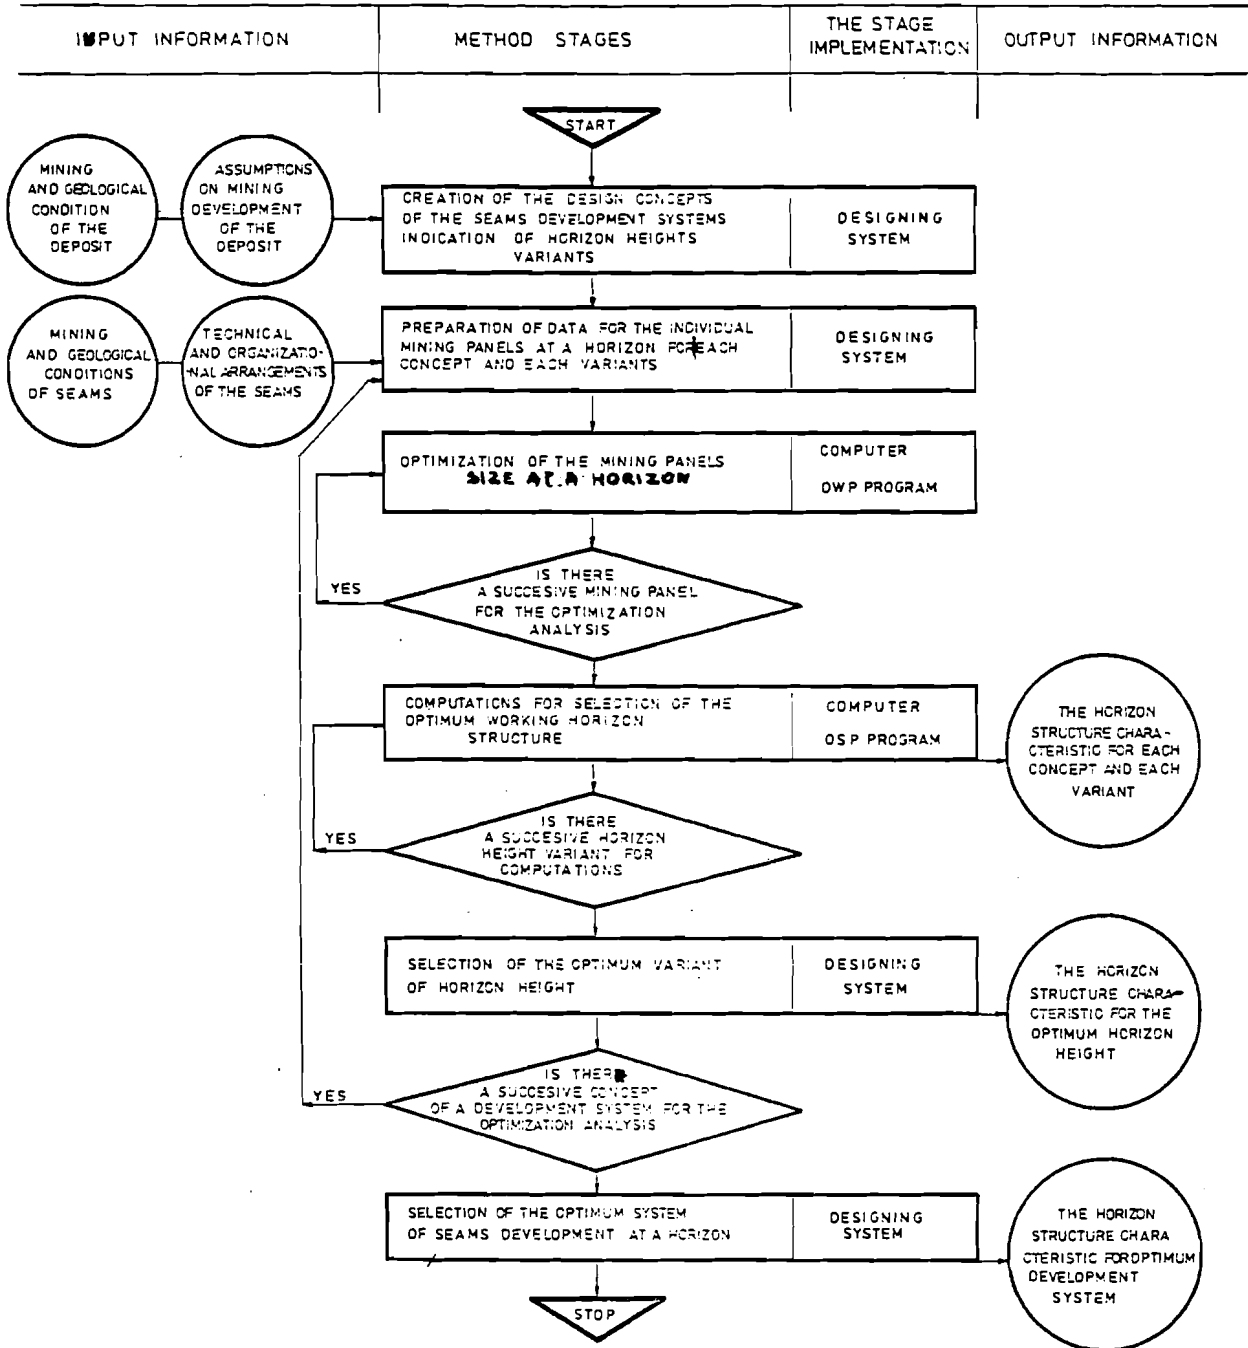 INPUT INFORMATION
METHOD STAGES
THE STAGE
IMPLEMENTATION
OUTPUT INFORMATION
START
MINING
AND GEOLOGICAL
CONDITION
OF THE
DEPOSIT
ASSUMPTIONS
ON MINING
DEVELOPMENT
OF THE
DEPOSIT
CREATION OF THE DESIGN CONCEPTS
OF THE SEAMS DEVELOPMENT SYSTEMS
INDICATION OF HORIZON HEIGHTS
VARIANTS
DESIGNING
SYSTEM
MINING
AND GEOLOGICAL
CONDITIONS
OF SEAMS
TECHNICAL
AND ORGANIZATIO-
NAL ARRANGEMENTS
OF THE SEAMS
PREPARATION OF DATA FOR THE INDIVIDUAL
MINING PANELS AT A HORIZON FOR EACH
CONCEPT AND EACH VARIANTS
DESIGNING
SYSTEM
OPTIMIZATION OF THE MINING PANELS
SIZE AT A HORIZON
COMPUTER
OWP PROGRAM
IS THERE
A SUCCESIVE MINING PANEL
FOR THE OPTIMIZATION
ANALYSIS
YES
COMPUTATIONS FOR SELECTION OF THE
OPTIMUM WORKING HORIZON
STRUCTURE
COMPUTER
OSP PROGRAM
THE HORIZON
STRUCTURE CHARA-
CTERISTIC FOR EACH
CONCEPT AND EACH
VARIANT
IS THERE
A SUCCESIVE HORIZON
HEIGHT VARIANT FOR
COMPUTATIONS
YES
SELECTION OF THE OPTIMUM VARIANT
OF HORIZON HEIGHT
DESIGNING
SYSTEM
THE HORIZON
STRUCTURE CHARA-
CTERISTIC FOR THE
OPTIMUM HORIZON
HEIGHT
IS THERE
A SUCCESIVE CONCEPT
OF A DEVELOPMENT SYSTEM FOR THE
OPTIMIZATION ANALYSIS
YES
SELECTION OF THE OPTIMUM SYSTEM
OF SEAMS DEVELOPMENT AT A HORIZON
DESIGNING
SYSTEM
THE HORIZON
STRUCTURE CHARA
CTERISTIC FOR OPTIMUM
DEVELOPMENT
SYSTEM
STOP